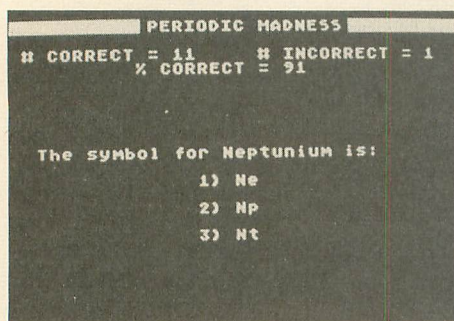 PERIODIC MADNESS
# CORRECT = 11 # INCORRECT = 1
% CORRECT = 91
The symbol for Neptunium is:
1) Ne
2) Np
3) Nt